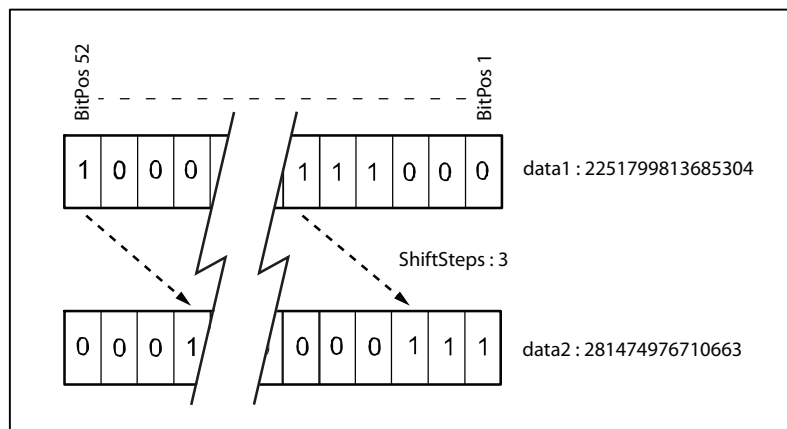 BitPos 52
BitPos 1
1 0 0 0 1 1 1 0 0 0
data1 : 2251799813685304
ShiftSteps : 3
0 0 0 1 0 0 0 1 1 1
data2 : 281474976710663